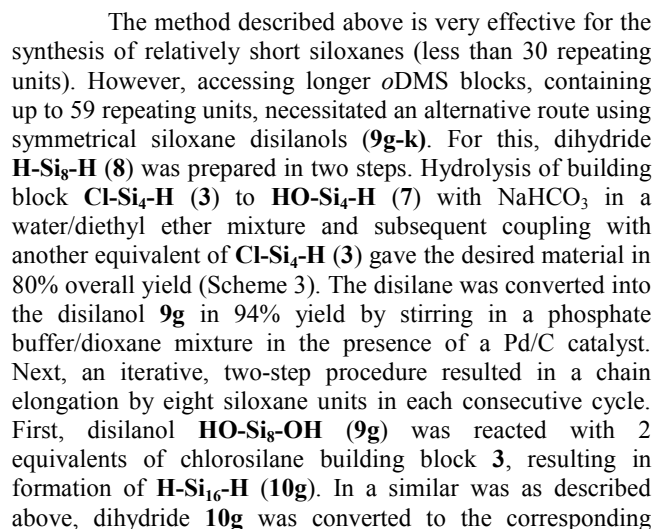 The method described above is very effective for the
synthesis of relatively short siloxanes (less than 30 repeating
units). However, accessing longer oDMS blocks, containing
up to 59 repeating units, necessitated an alternative route using
symmetrical siloxane disilanols (9g-k). For this, dihydride
H-Si₈-H (8) was prepared in two steps. Hydrolysis of building
block Cl-Si₄-H (3) to HO-Si₄-H (7) with NaHCO₃ in a
water/diethyl ether mixture and subsequent coupling with
another equivalent of Cl-Si₄-H (3) gave the desired material in
80% overall yield (Scheme 3). The disilane was converted into
the disilanol 9g in 94% yield by stirring in a phosphate
buffer/dioxane mixture in the presence of a Pd/C catalyst.
Next, an iterative, two-step procedure resulted in a chain
elongation by eight siloxane units in each consecutive cycle.
First, disilanol HO-Si₈-OH (9g) was reacted with 2
equivalents of chlorosilane building block 3, resulting in
formation of H-Si₁₆-H (10g). In a similar was as described
above, dihydride 10g was converted to the corresponding